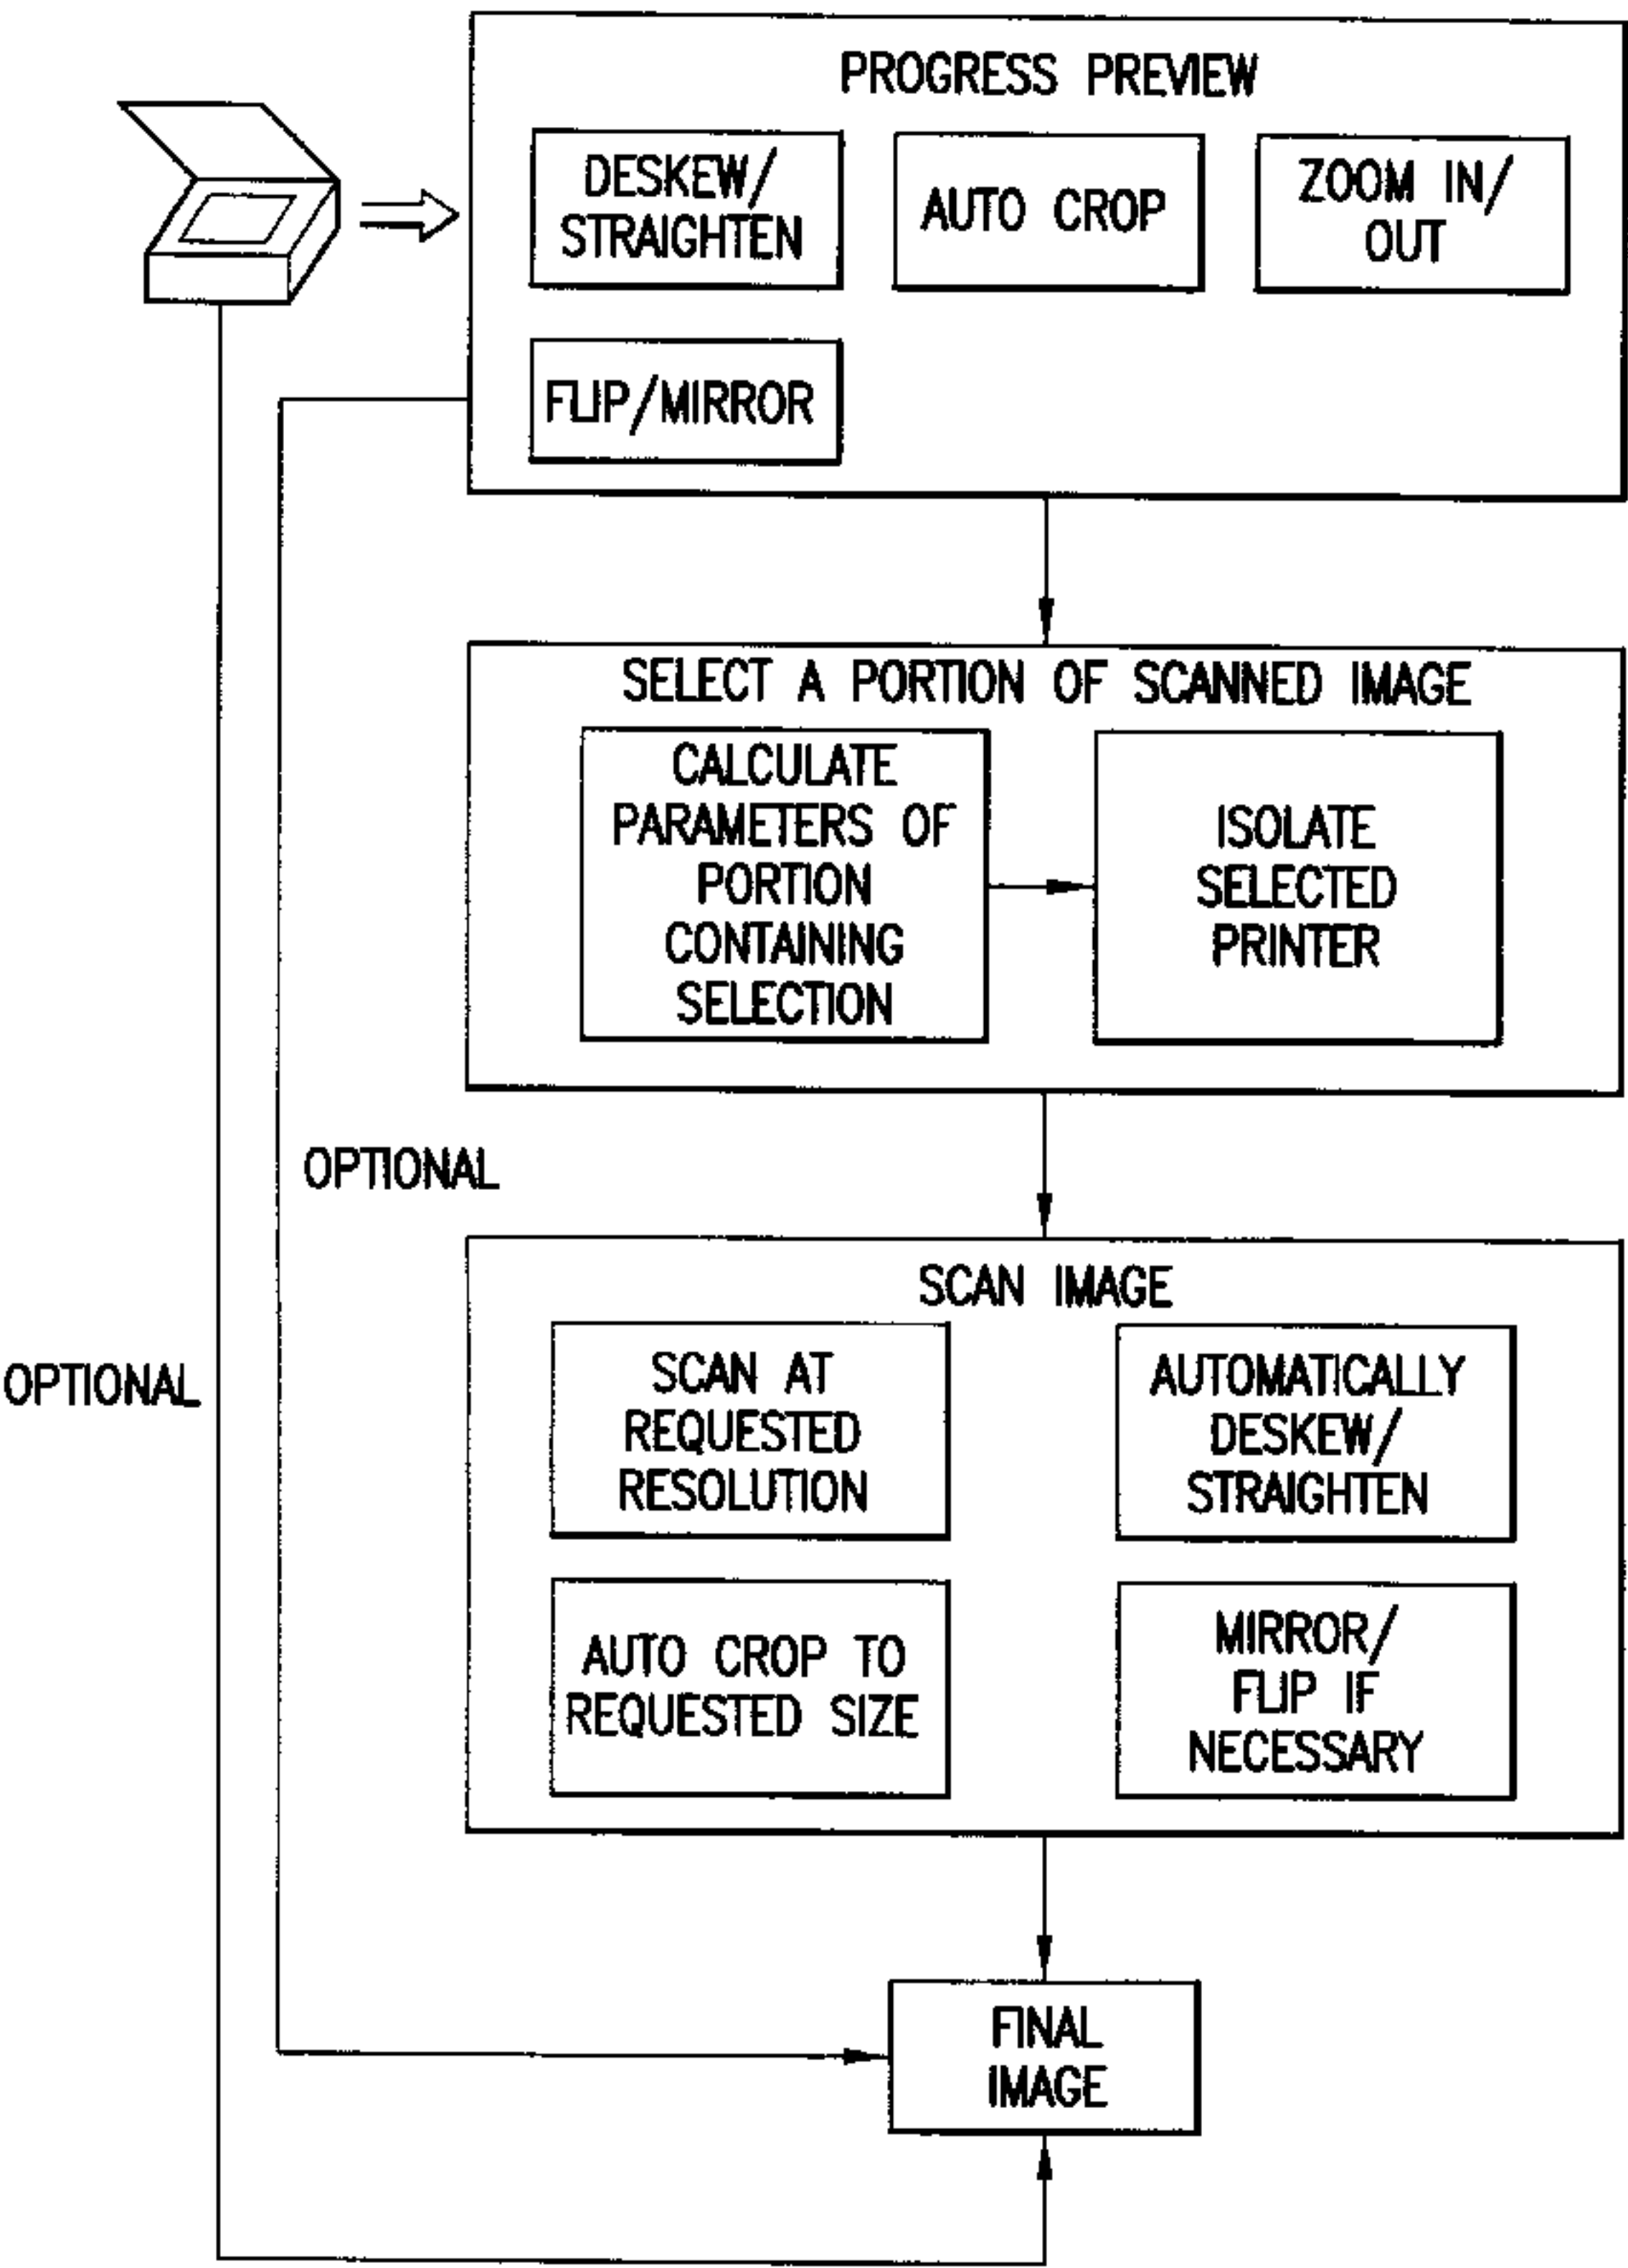 PROGRESS PREVIEW
DESKEW/
STRAIGHTEN
AUTO CROP
ZOOM IN/
OUT
FLIP/MIRROR
SELECT A PORTION OF SCANNED IMAGE
CALCULATE
PARAMETERS OF
PORTION
CONTAINING
SELECTION
ISOLATE
SELECTED
PRINTER
OPTIONAL
SCAN IMAGE
SCAN AT
REQUESTED
RESOLUTION
AUTOMATICALLY
DESKEW/
STRAIGHTEN
OPTIONAL
AUTO CROP TO
REQUESTED SIZE
MIRROR/
FLIP IF
NECESSARY
FINAL
IMAGE